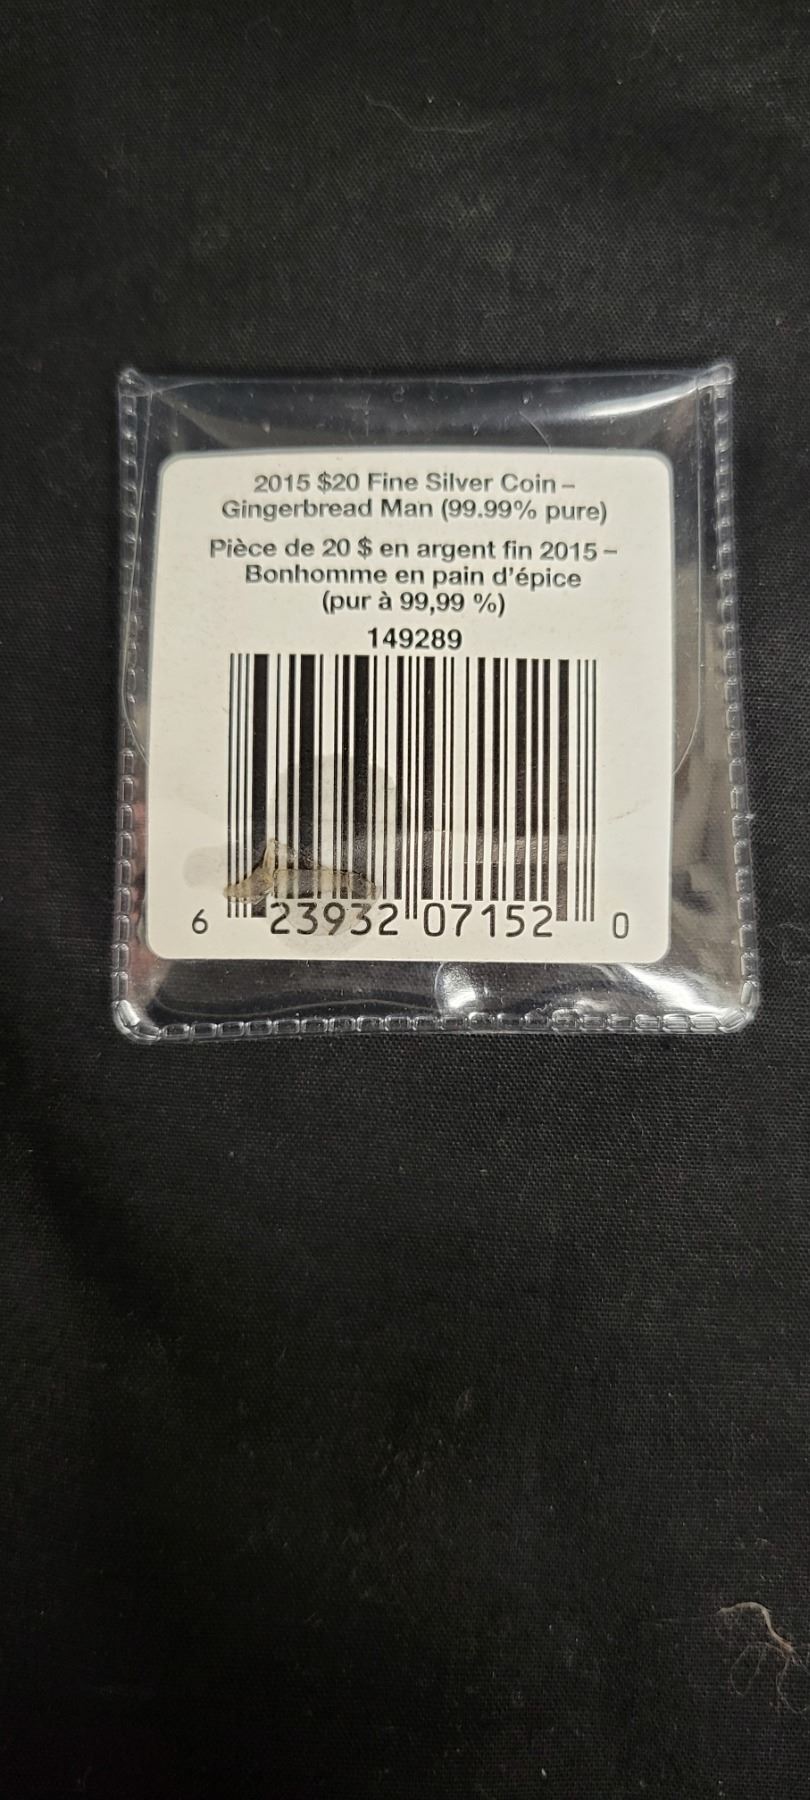 2015 $20 Fine Silver Coin –
Gingerbread Man (99.99% pure)
Pièce de 20 $ en argent fin 2015 –
Bonhomme en pain d'épice
(pur à 99,99 %)
149289
6 23932 07152 0